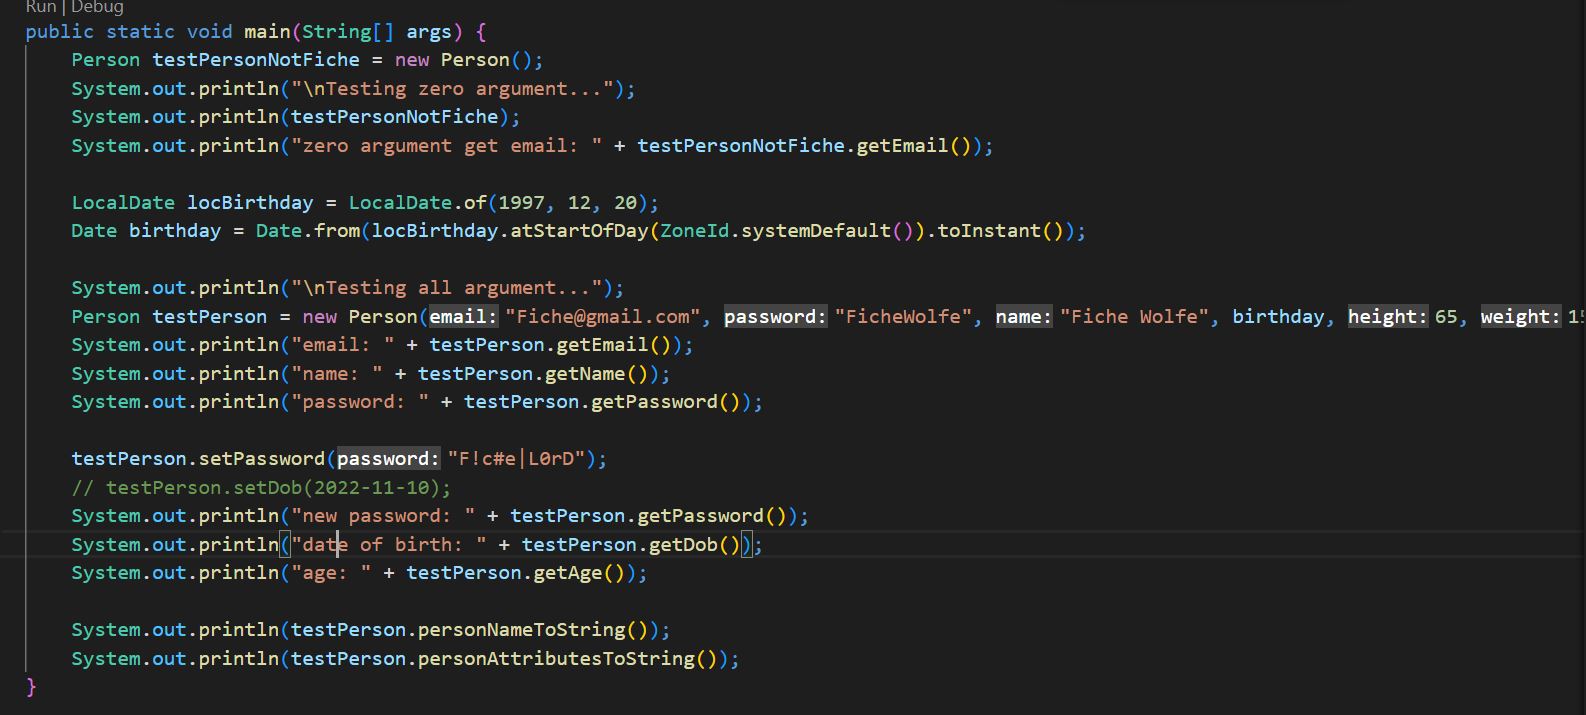 Run | Debug
public static void main(String[] args) {
Person testPersonNotFiche = new Person();
System.out.println("\nTesting zero argument...");
System.out.println(testPersonNotFiche);
System.out.println("zero argument get email: " + testPersonNotFiche.getEmail());
LocalDate locBirthday = LocalDate.of(1997, 12, 20);
Date birthday = Date.from(locBirthday.atStartOfDay(ZoneId.systemDefault()).toInstant());
System.out.println("\nTesting all argument...");
Person testPerson = new Person(email: "Fiche@gmail.com", password: "FicheWolfe", name: "Fiche Wolfe", birthday, height: 65, weight:
System.out.println("email: " + testPerson.getEmail());
System.out.println("name: " + testPerson.getName());
System.out.println("password: " + testPerson.getPassword());
testPerson.setPassword(password: "F!c#e|L0rD");
// testPerson.setDob(2022-11-10);
System.out.println("new password: " + testPerson.getPassword());
System.out.println("date of birth: " + testPerson.getDob());
System.out.println("age: " + testPerson.getAge());
System.out.println(testPerson.personNameToString());
System.out.println(testPerson.personAttributesToString());
}